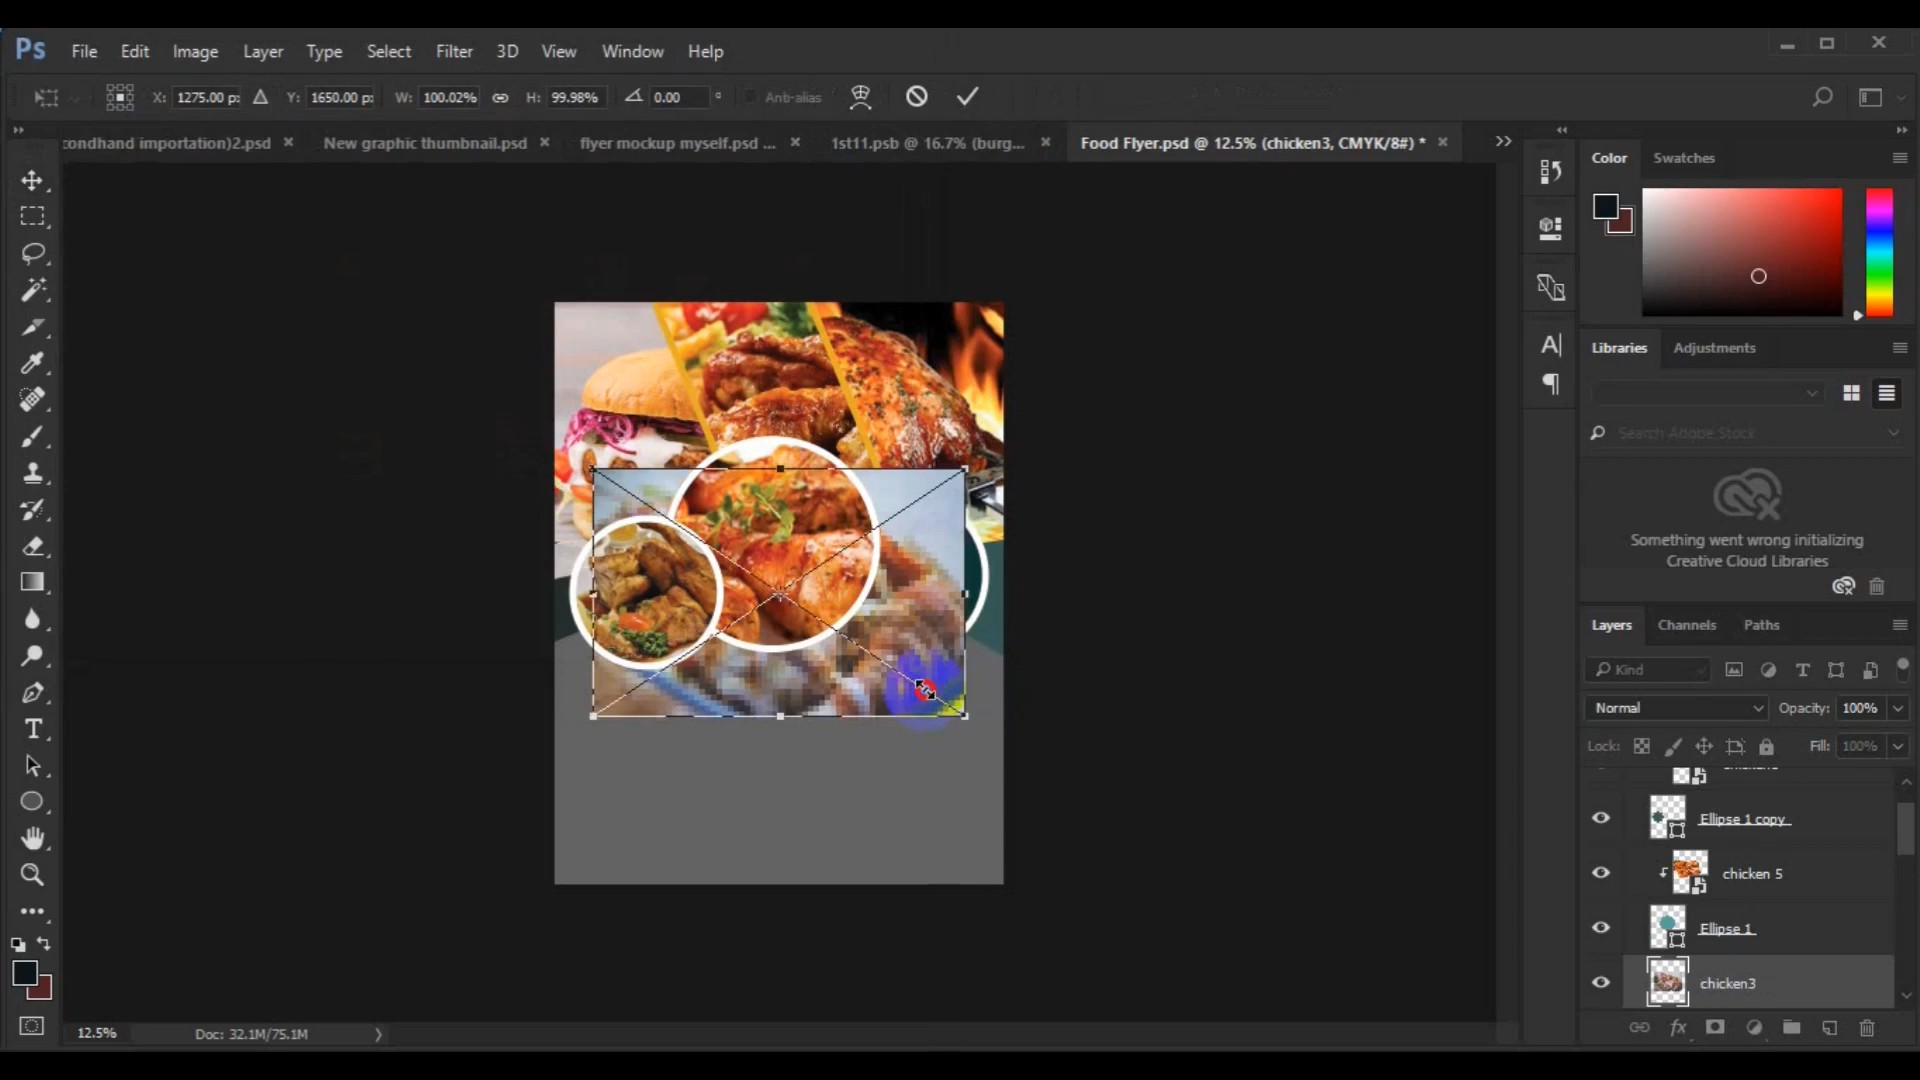 Ps File Edit Image Layer Type Select Filter 3D View Window Help
X: 1275.00 p: Y: 1650.00 p: W: 100.02% H: 99.98% 0.00 ° Anti-alias
condhand importation)2.psd × New graphic thumbnail.psd × flyer mockup myself.psd ... × 1st11.psb @ 16.7% (burg... × Food Flyer.psd @ 12.5% (chicken3, CMYK/8#) * ×
Color Swatches
Libraries Adjustments
Search Adobe Stock
Something went wrong initializing
Creative Cloud Libraries
Layers Channels Paths
Kind
Normal Opacity: 100%
Lock: Fill: 100%
Ellipse 1 copy
chicken 5
Ellipse 1
chicken3
12.5% Doc: 32.1M/75.1M